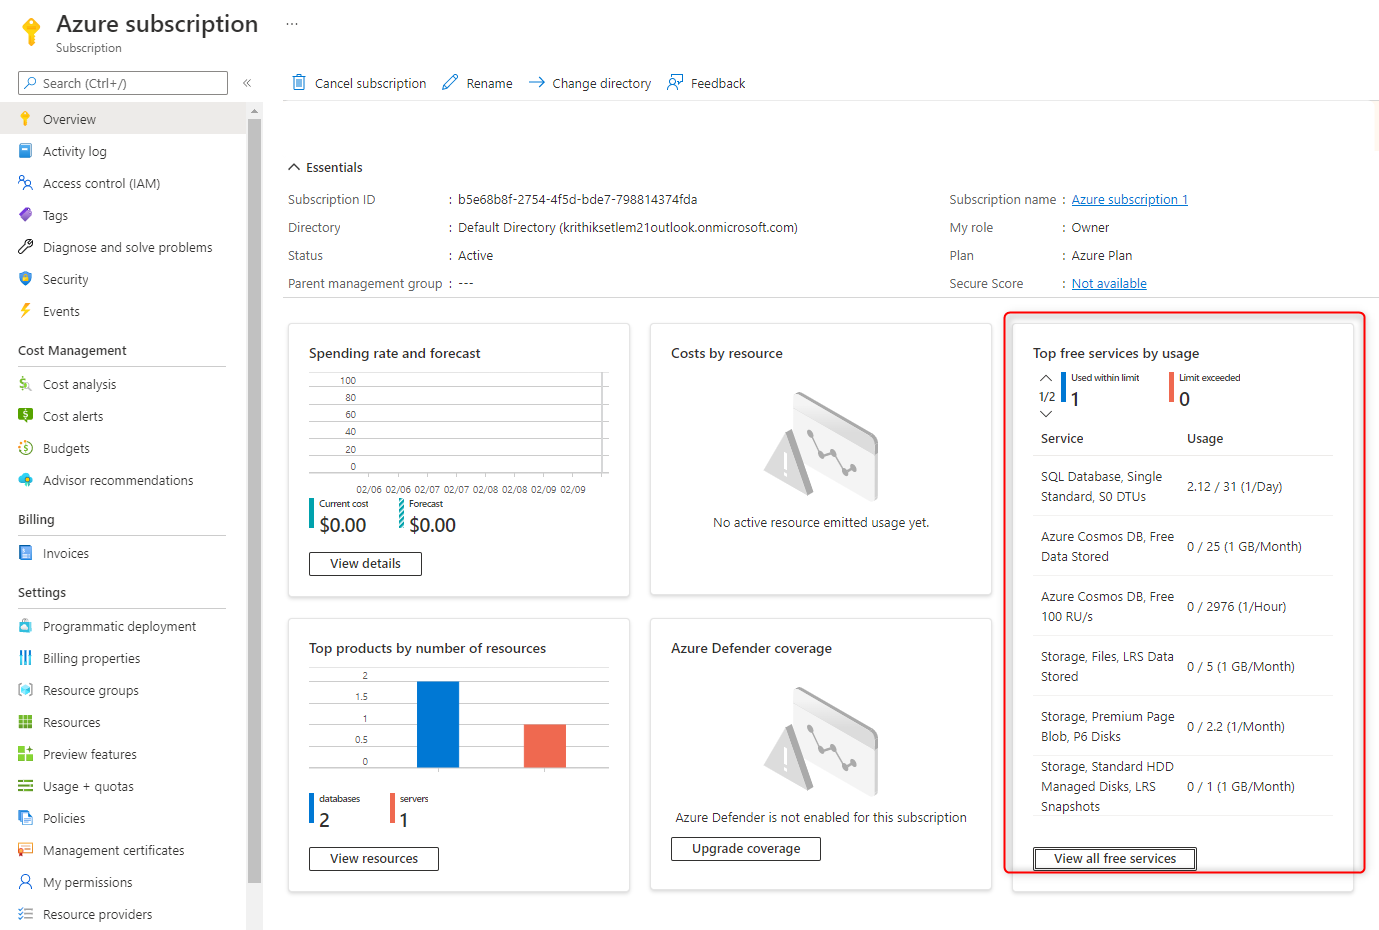 Azure subscription
...
Subscription
Search (Ctrl+/)
«
Cancel subscription
Rename
Change directory
Feedback
Overview
Activity log
Access control (IAM)
Tags
Diagnose and solve problems
Security
Events
Cost Management
Cost analysis
Cost alerts
Budgets
Advisor recommendations
Billing
Invoices
Settings
Programmatic deployment
Billing properties
Resource groups
Resources
Preview features
Usage + quotas
Policies
Management certificates
My permissions
Resource providers
Essentials
Subscription ID : b5e68b8f-2754-4f5d-bde7-798814374fda
Directory : Default Directory (krithiksetlem21outlook.onmicrosoft.com)
Status : Active
Parent management group : ---
Subscription name : Azure subscription 1
My role : Owner
Plan : Azure Plan
Secure Score : Not available
Spending rate and forecast
100
80
60
40
20
0
02/06 02/06 02/07 02/07 02/08 02/08 02/09 02/09
Current cost
$0.00
Forecast
$0.00
View details
Costs by resource
No active resource emitted usage yet.
Top free services by usage
1/2
Used within limit
1
Limit exceeded
0
Service Usage
SQL Database, Single
Standard, S0 DTUs
2.12 / 31 (1/Day)
Azure Cosmos DB, Free
Data Stored
0 / 25 (1 GB/Month)
Azure Cosmos DB, Free
100 RU/s
0 / 2976 (1/Hour)
Storage, Files, LRS Data
Stored
0 / 5 (1 GB/Month)
Storage, Premium Page
Blob, P6 Disks
0 / 2.2 (1/Month)
Storage, Standard HDD
Managed Disks, LRS
Snapshots
0 / 1 (1 GB/Month)
View all free services
Top products by number of resources
2
1.5
1
0.5
0
databases
2
servers
1
View resources
Azure Defender coverage
Azure Defender is not enabled for this subscription
Upgrade coverage